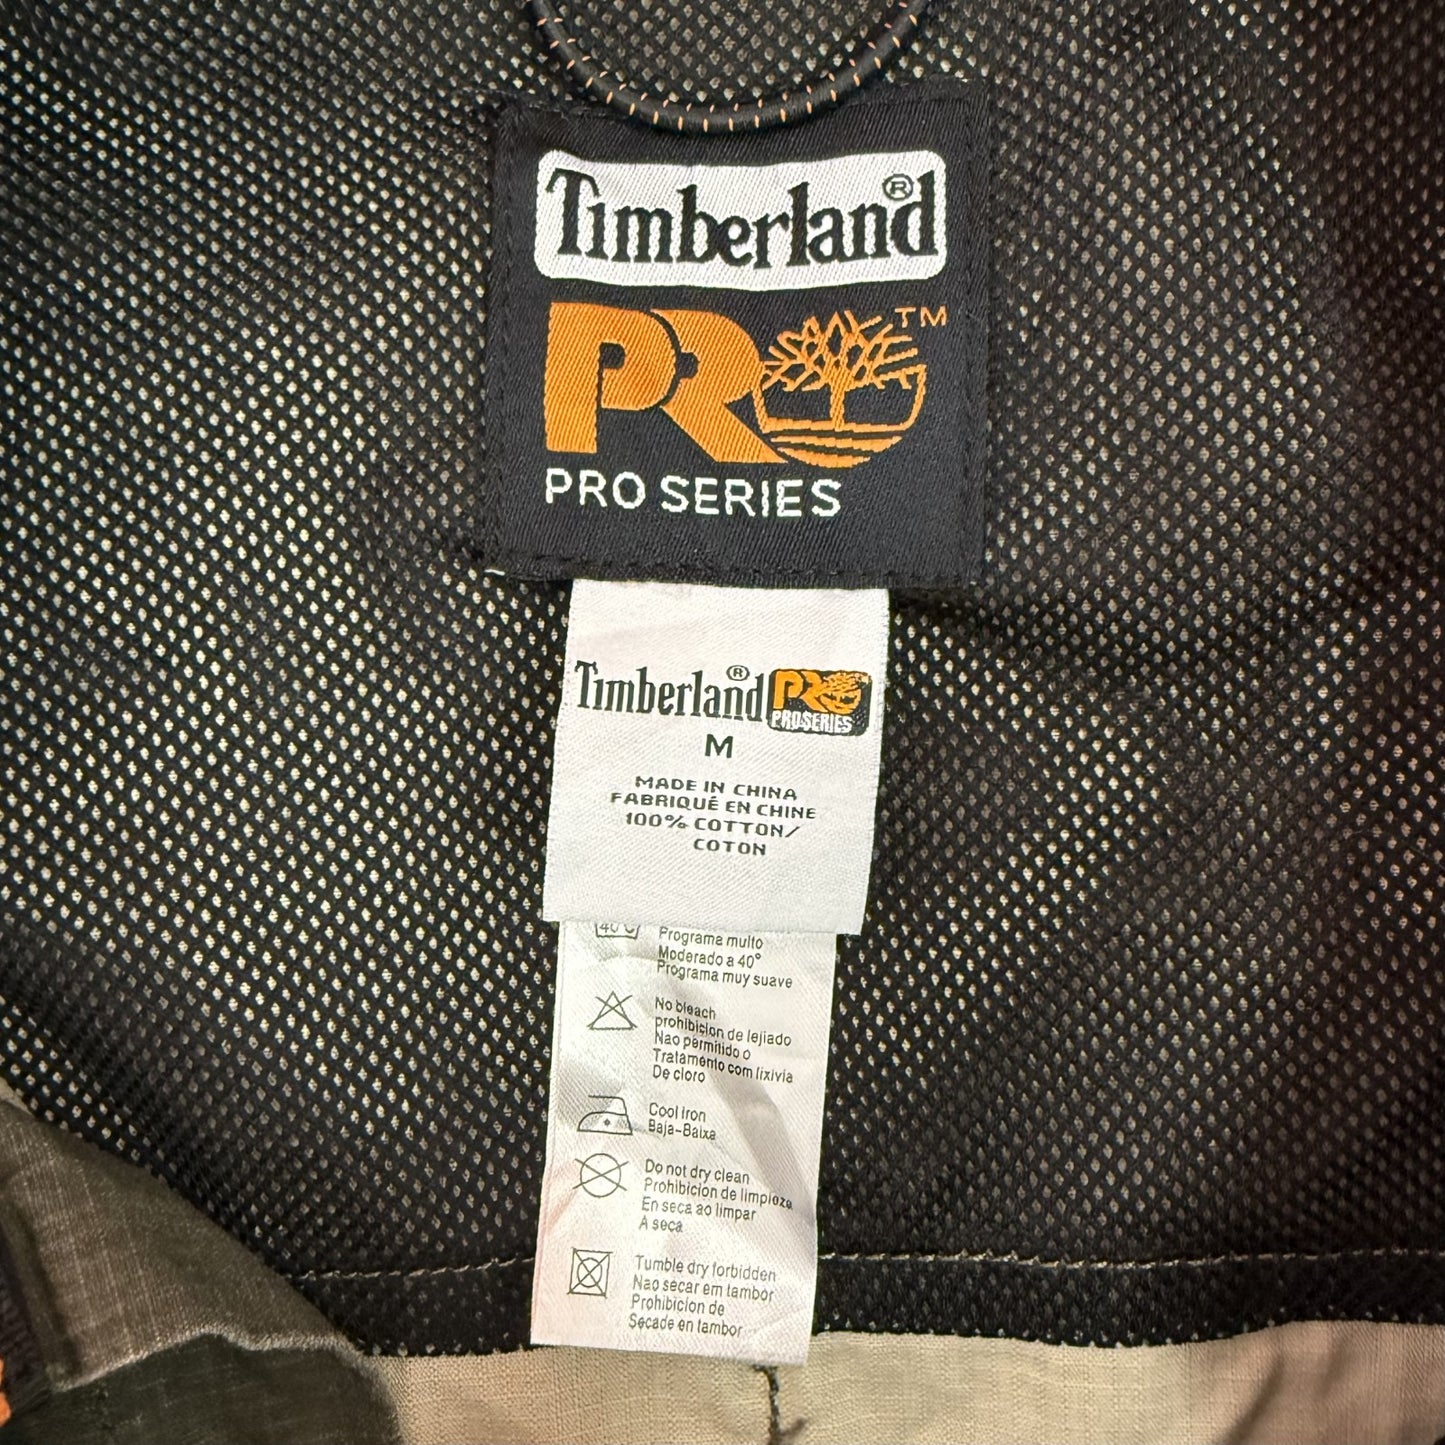 Timberland®
PRO™
PRO SERIES
Timberland® PRO
PRO SERIES
M
MADE IN CHINA
FABRIQUÉ EN CHINE
100% COTTON/
COTON
40°C
Programa multo
Moderado a 40°
Programa muy suave
No bleach
prohibicion de lejiado
Nao permitido o
Tratamento com lixivia
De cloro
Cool iron
Baja-Baixa
Do not dry clean
Prohibicion de limpieza
En seca ao limpar
A seca
Tumble dry forbidden
Nao secar em tambor
Prohibicion de
Secade en tambor